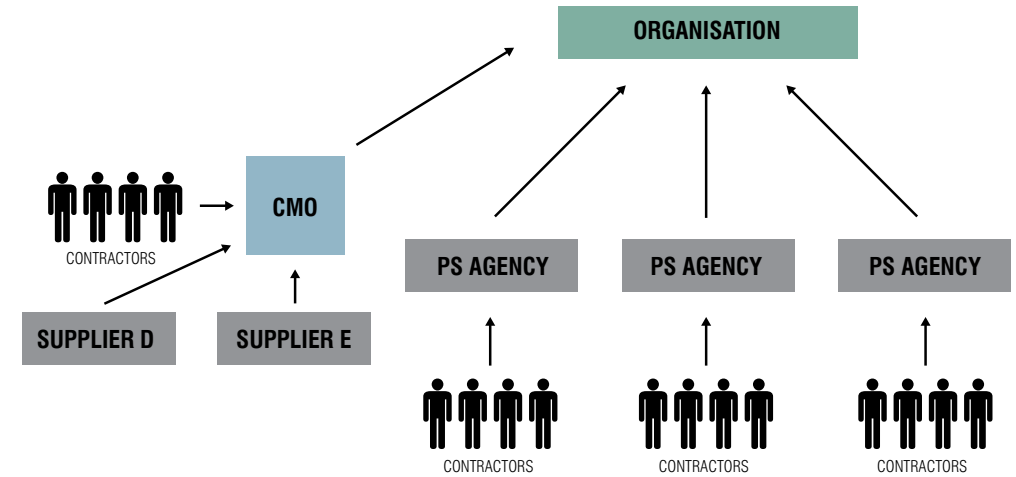 ORGANISATION
CMO
CONTRACTORS
PS AGENCY
PS AGENCY
PS AGENCY
SUPPLIER D
SUPPLIER E
CONTRACTORS
CONTRACTORS
CONTRACTORS